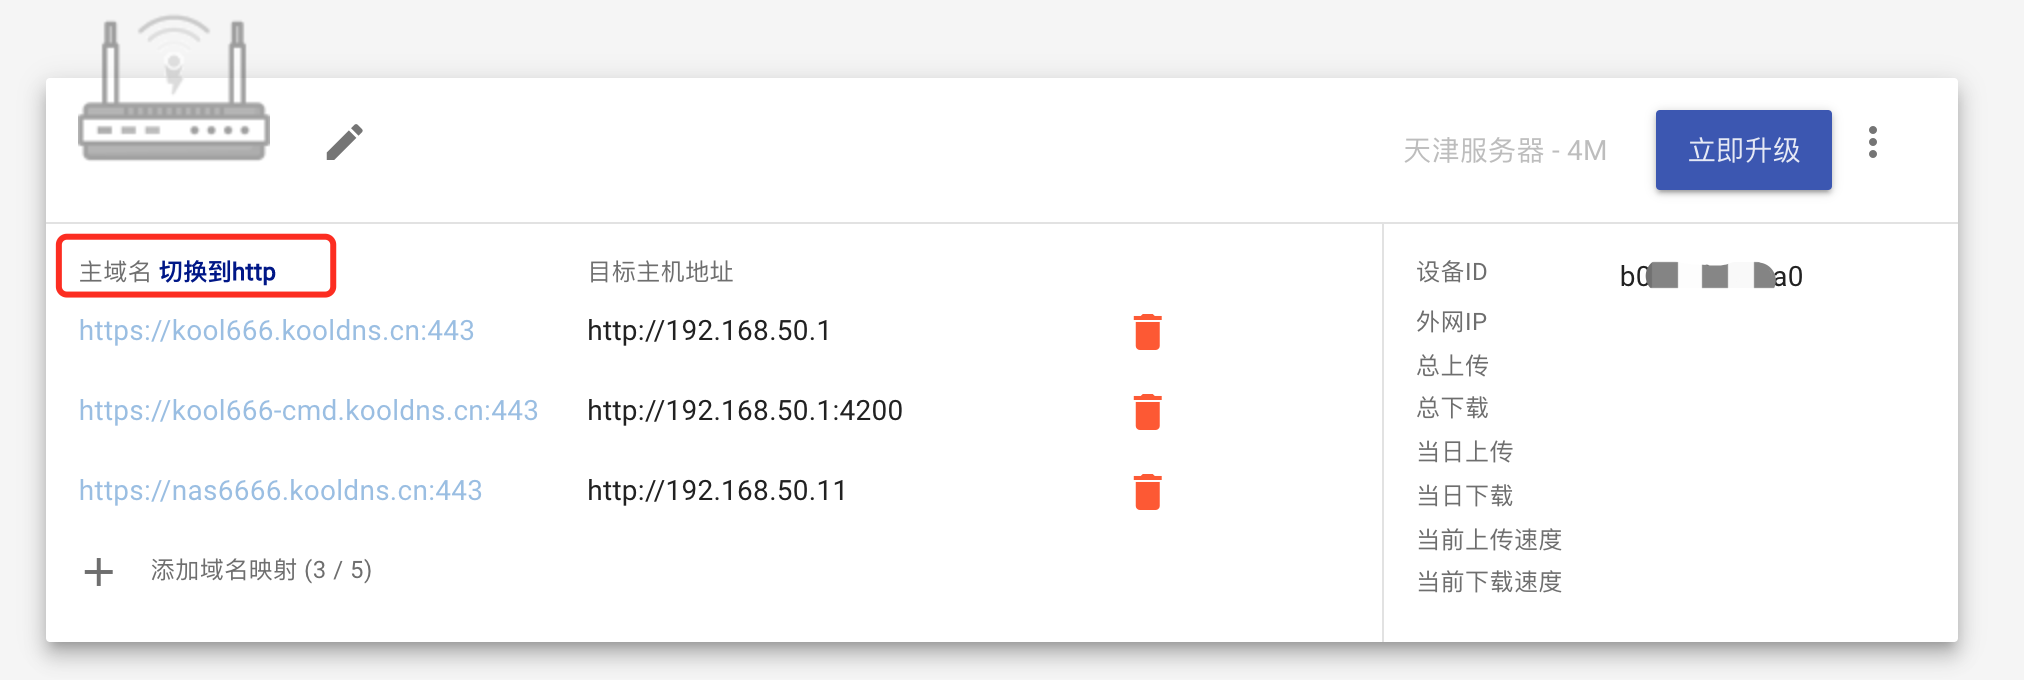 天津服务器 - 4M
立即升级
主域名 切换到http
目标主机地址
https://kool666.kooldns.cn:443
http://192.168.50.1
https://kool666-cmd.kooldns.cn:443
http://192.168.50.1:4200
https://nas6666.kooldns.cn:443
http://192.168.50.11
添加域名映射 (3 / 5)
设备ID
b0
a0
外网IP
总上传
总下载
当日上传
当日下载
当前上传速度
当前下载速度